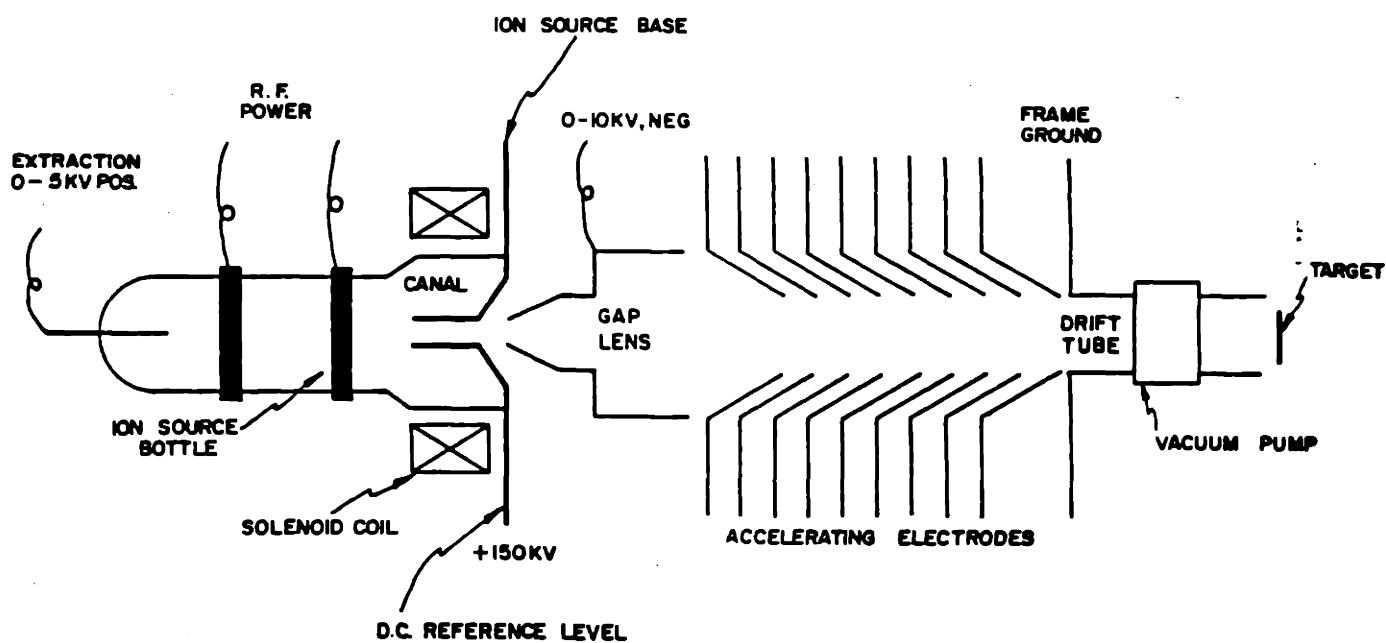 ION SOURCE BASE
R. F.
POWER
0-10KV, NEG
FRAME
GROUND
EXTRACTION
0-5KV POS.
TARGET
CANAL
GAP
LENS
DRIFT
TUBE
ION SOURCE
BOTTLE
VACUUM PUMP
SOLENOID COIL
ACCELERATING ELECTRODES
+150KV
D.C. REFERENCE LEVEL